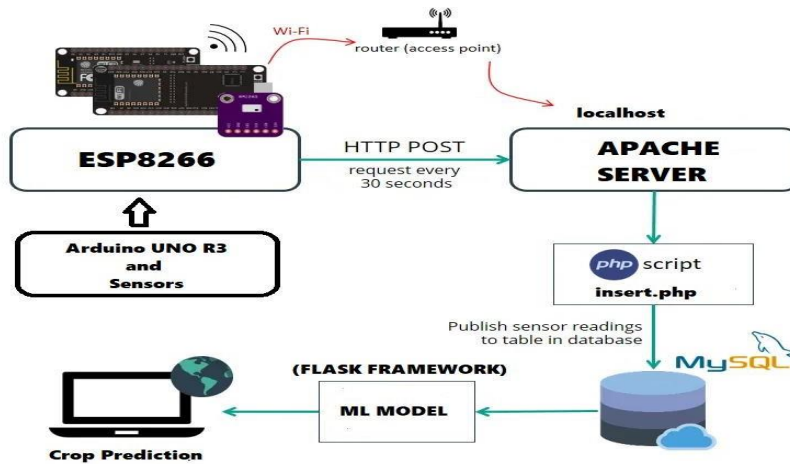 Wi-Fi
router (access point)
localhost
ESP8266
HTTP POST
request every
30 seconds
APACHE
SERVER
Arduino UNO R3
and
Sensors
php script
insert.php
Publish sensor readings
to table in database
MySQL
(FLASK FRAMEWORK)
ML MODEL
Crop Prediction